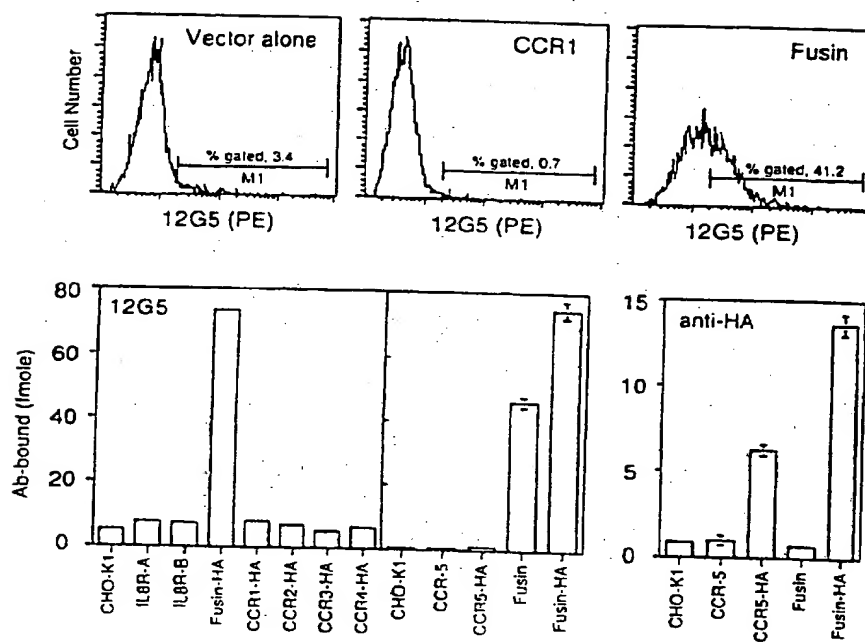 Vector alone
CCR1
Fusin
Cell Number
% gated, 3.4
M1
% gated, 0.7
M1
% gated, 41.2
M1
12G5 (PE)
12G5 (PE)
12G5 (PE)
Ab-bound (fmole)
80
60
40
20
0
12G5
CHO-K1
IL8R-A
IL8R-B
Fusin-HA
CCR1-HA
CCR2-HA
CCR3-HA
CCR4-HA
CHO-K1
CCR-5
CCR5-HA
Fusin
Fusin-HA
15
10
5
0
anti-HA
CHO-K1
CCR-5
CCR5-HA
Fusin
Fusin-HA